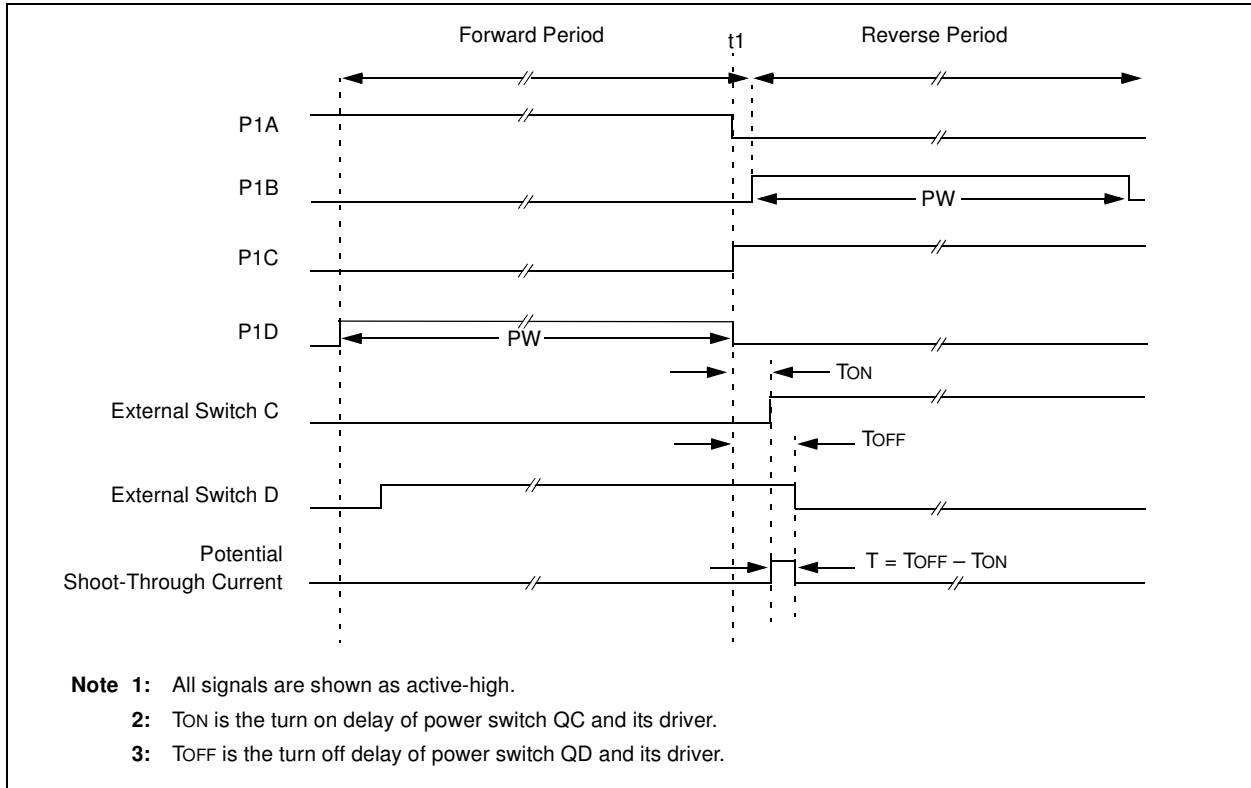 Forward Period
t1
Reverse Period
P1A
P1B
PW
P1C
P1D
PW
TON
External Switch C
TOFF
External Switch D
Potential
Shoot-Through Current
T = TOFF – TON
Note 1: All signals are shown as active-high.
2: TON is the turn on delay of power switch QC and its driver.
3: TOFF is the turn off delay of power switch QD and its driver.